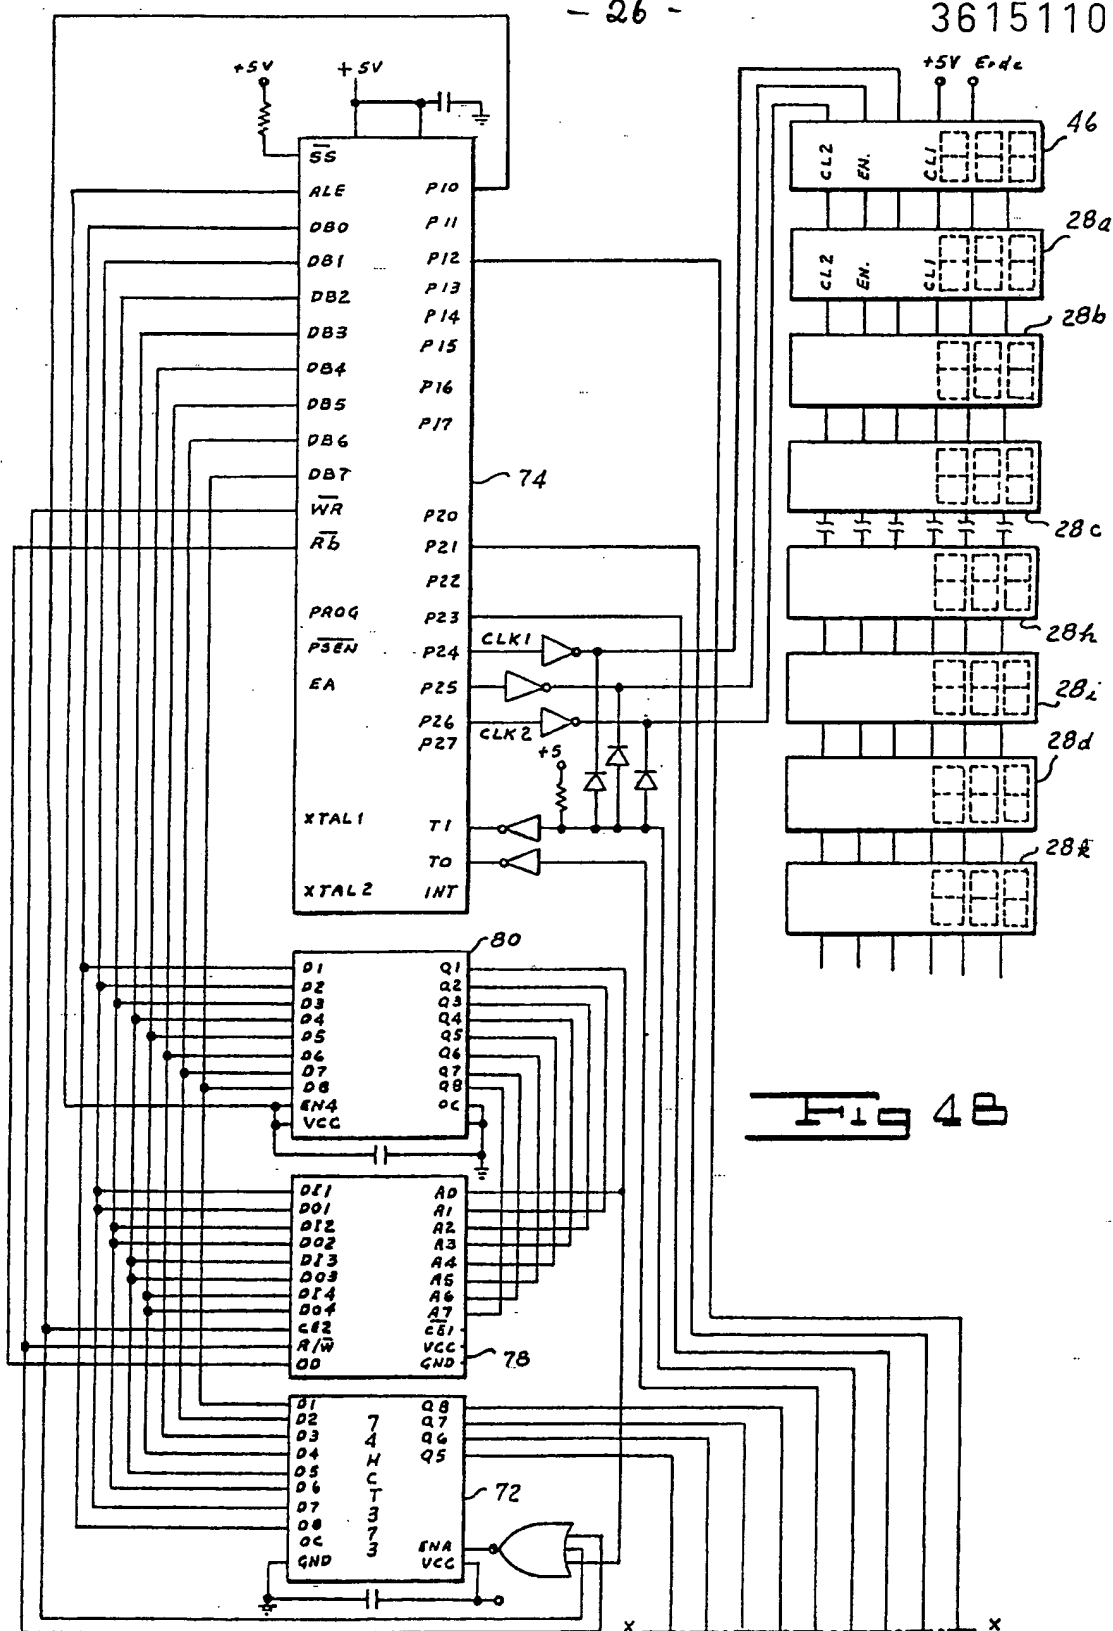 - 26 -
3615110
+5V
+5V
+5V Erde
46
CL2 EN. CL1
28a
CL2 EN. CL1
28b
28c
28h
28i
28d
28k
SS
ALE
DB0
DB1
DB2
DB3
DB4
DB5
DB6
DB7
WR
Rb
PROG
PSEN
EA
XTAL1
XTAL2
P10
P11
P12
P13
P14
P15
P16
P17
74
P20
P21
P22
P23
P24
P25
P26
P27
T1
T0
INT
CLK1
CLK2
+5
80
D1
D2
D3
D4
D5
D6
D7
D8
EN4
VCC
Q1
Q2
Q3
Q4
Q5
Q6
Q7
Q8
OC
Fig 4B
DI1
DO1
DI2
DO2
DI3
DO3
DI4
DO4
CE2
R/W
OD
A0
A1
A2
A3
A4
A5
A6
A7
CE1
VCC
GND
78
D1
D2
D3
D4
D5
D6
D7
D8
OC
GND
74HCT373
Q8
Q7
Q6
Q5
72
ENA
VCC
X
X